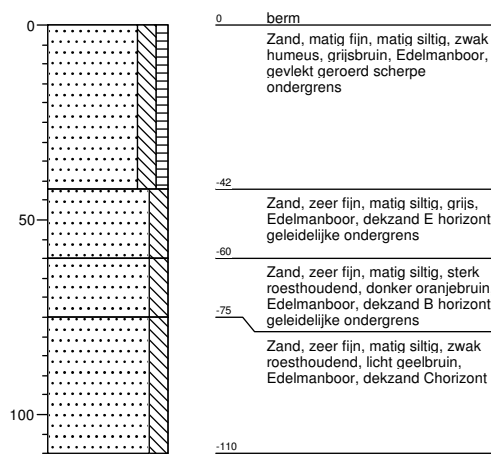 0
50
100
0 berm
Zand, matig fijn, matig siltig, zwak
humeus, grijsbruin, Edelmanboor,
gevlekt geroerd scherpe
ondergrens
-42
Zand, zeer fijn, matig siltig, grijs,
Edelmanboor, dekzand E horizont
geleidelijke ondergrens
-60
Zand, zeer fijn, matig siltig, sterk
roesthoudend, donker oranjebruin
Edelmanboor, dekzand B horizont
geleidelijke ondergrens
-75
Zand, zeer fijn, matig siltig, zwak
roesthoudend, licht geelbruin,
Edelmanboor, dekzand Chorizont
-110